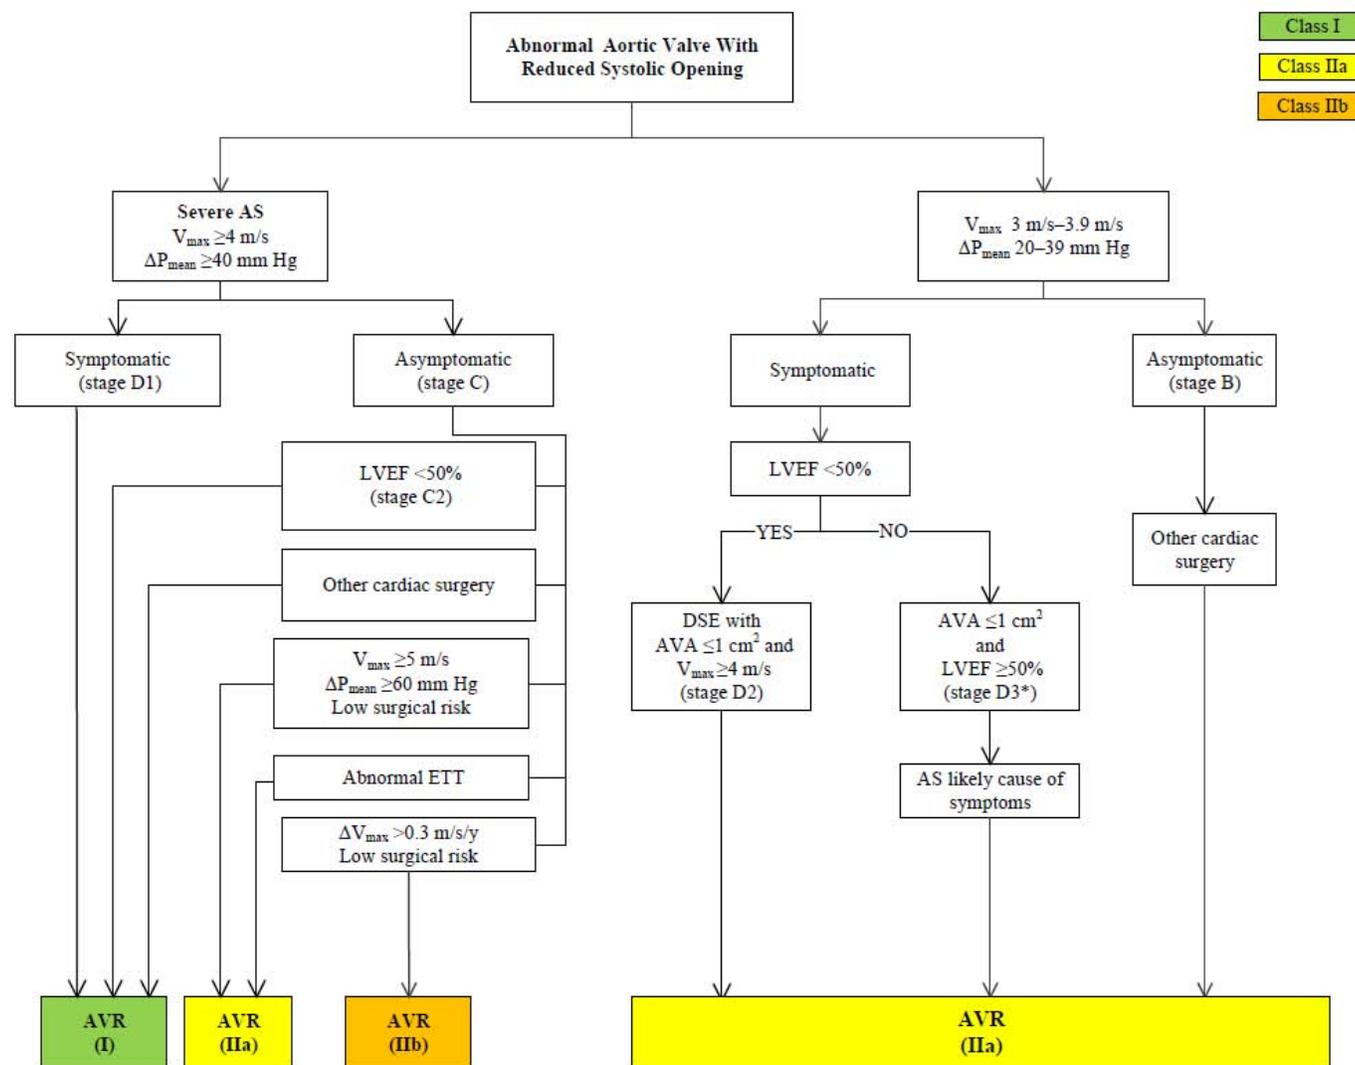 Abnormal Aortic Valve With
Reduced Systolic Opening
Class I
Class IIa
Class IIb
Severe AS
Vmax ≥4 m/s
ΔPmean ≥40 mm Hg
Vmax 3 m/s–3.9 m/s
ΔPmean 20–39 mm Hg
Symptomatic
(stage D1)
Asymptomatic
(stage C)
Symptomatic
Asymptomatic
(stage B)
LVEF <50%
(stage C2)
Other cardiac surgery
Vmax ≥5 m/s
ΔPmean ≥60 mm Hg
Low surgical risk
Abnormal ETT
ΔVmax >0.3 m/s/y
Low surgical risk
LVEF <50%
YES
NO
DSE with
AVA ≤1 cm² and
Vmax ≥4 m/s
(stage D2)
AVA ≤1 cm²
and
LVEF ≥50%
(stage D3*)
AS likely cause of
symptoms
Other cardiac
surgery
AVR
(I)
AVR
(IIa)
AVR
(IIb)
AVR
(IIa)